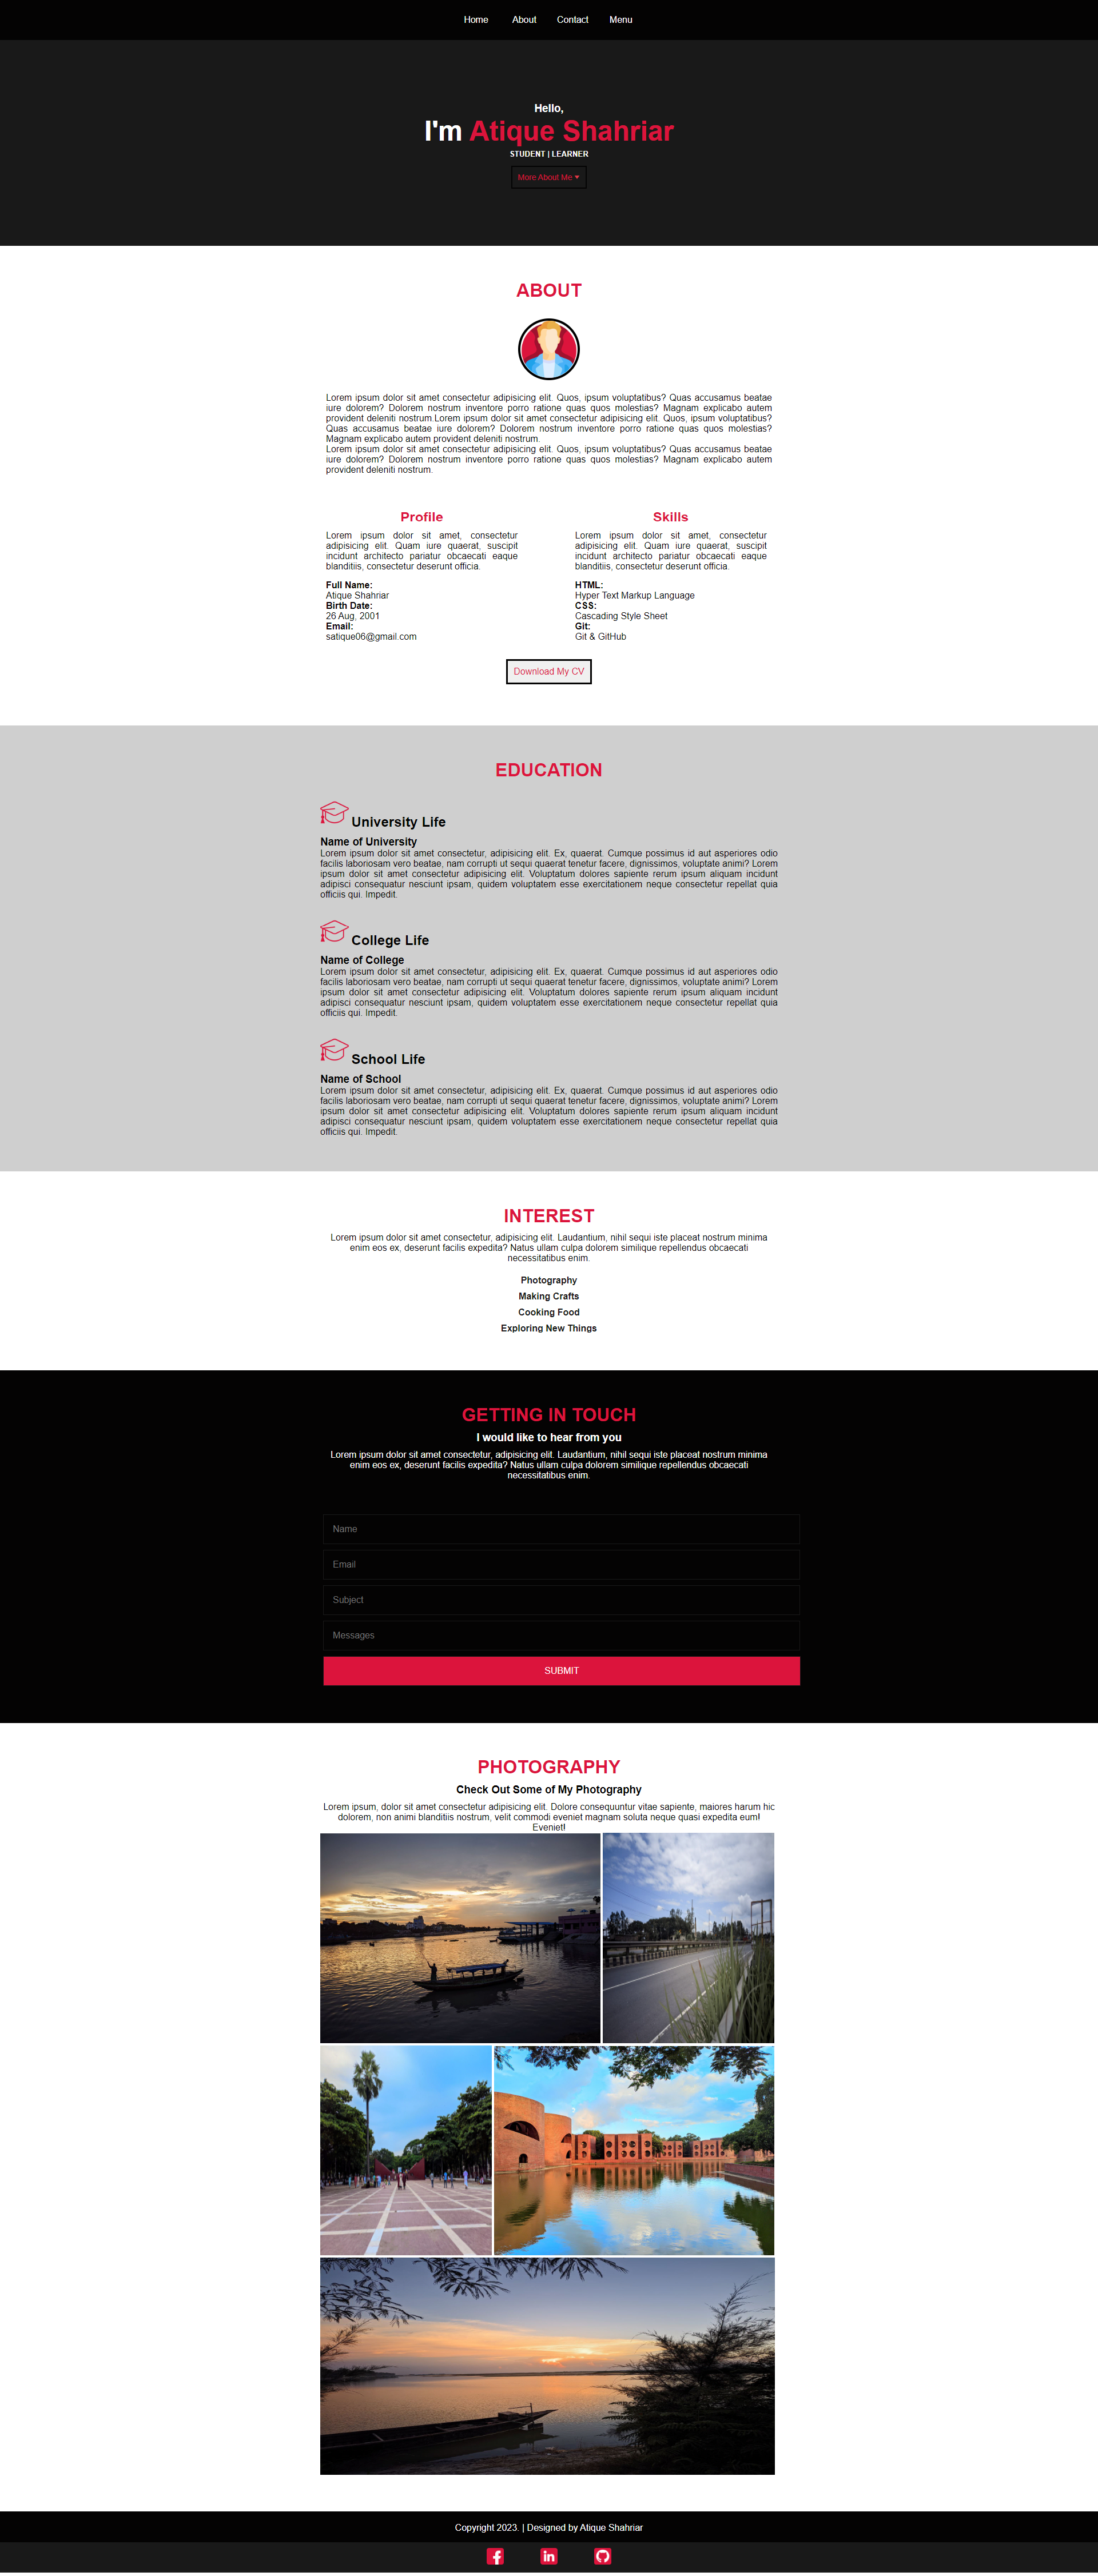 Home About Contact Menu
Hello,
I'm Atique Shahriar
STUDENT | LEARNER
More About Me ▾
ABOUT
Lorem ipsum dolor sit amet consectetur adipisicing elit. Quos, ipsum voluptatibus? Quas accusamus beatae
iure dolorem? Dolorem nostrum inventore porro ratione quas quos molestias? Magnam explicabo autem
provident deleniti nostrum.Lorem ipsum dolor sit amet consectetur adipisicing elit. Quos, ipsum voluptatibus?
Quas accusamus beatae iure dolorem? Dolorem nostrum inventore porro ratione quas quos molestias?
Magnam explicabo autem provident deleniti nostrum.
Lorem ipsum dolor sit amet consectetur adipisicing elit. Quos, ipsum voluptatibus? Quas accusamus beatae
iure dolorem? Dolorem nostrum inventore porro ratione quas quos molestias? Magnam explicabo autem
provident deleniti nostrum.
Profile
Lorem ipsum dolor sit amet, consectetur
adipisicing elit. Quam iure quaerat, suscipit
incidunt architecto pariatur obcaecati eaque
blanditiis, consectetur deserunt officia.
Full Name:
Atique Shahriar
Birth Date:
26 Aug, 2001
Email:
satique06@gmail.com
Skills
Lorem ipsum dolor sit amet, consectetur
adipisicing elit. Quam iure quaerat, suscipit
incidunt architecto pariatur obcaecati eaque
blanditiis, consectetur deserunt officia.
HTML:
Hyper Text Markup Language
CSS:
Cascading Style Sheet
Git:
Git & GitHub
Download My CV
EDUCATION
University Life
Name of University
Lorem ipsum dolor sit amet consectetur, adipisicing elit. Ex, quaerat. Cumque possimus id aut asperiores odio
facilis laboriosam vero beatae, nam corrupti ut sequi quaerat tenetur facere, dignissimos, voluptate animi? Lorem
ipsum dolor sit amet consectetur adipisicing elit. Voluptatum dolores sapiente rerum ipsum aliquam incidunt
adipisci consequatur nesciunt ipsam, quidem voluptatem esse exercitationem neque consectetur repellat quia
officiis qui. Impedit.
College Life
Name of College
Lorem ipsum dolor sit amet consectetur, adipisicing elit. Ex, quaerat. Cumque possimus id aut asperiores odio
facilis laboriosam vero beatae, nam corrupti ut sequi quaerat tenetur facere, dignissimos, voluptate animi? Lorem
ipsum dolor sit amet consectetur adipisicing elit. Voluptatum dolores sapiente rerum ipsum aliquam incidunt
adipisci consequatur nesciunt ipsam, quidem voluptatem esse exercitationem neque consectetur repellat quia
officiis qui. Impedit.
School Life
Name of School
Lorem ipsum dolor sit amet consectetur, adipisicing elit. Ex, quaerat. Cumque possimus id aut asperiores odio
facilis laboriosam vero beatae, nam corrupti ut sequi quaerat tenetur facere, dignissimos, voluptate animi? Lorem
ipsum dolor sit amet consectetur adipisicing elit. Voluptatum dolores sapiente rerum ipsum aliquam incidunt
adipisci consequatur nesciunt ipsam, quidem voluptatem esse exercitationem neque consectetur repellat quia
officiis qui. Impedit.
INTEREST
Lorem ipsum dolor sit amet consectetur, adipisicing elit. Laudantium, nihil sequi iste placeat nostrum minima
enim eos ex, deserunt facilis expedita? Natus ullam culpa dolorem similique repellendus obcaecati
necessitatibus enim.
Photography
Making Crafts
Cooking Food
Exploring New Things
GETTING IN TOUCH
I would like to hear from you
Lorem ipsum dolor sit amet consectetur, adipisicing elit. Laudantium, nihil sequi iste placeat nostrum minima
enim eos ex, deserunt facilis expedita? Natus ullam culpa dolorem similique repellendus obcaecati
necessitatibus enim.
Name
Email
Subject
Messages
SUBMIT
PHOTOGRAPHY
Check Out Some of My Photography
Lorem ipsum, dolor sit amet consectetur adipisicing elit. Dolore consequuntur vitae sapiente, maiores harum hic
dolorem, non animi blanditiis nostrum, velit commodi eveniet magnam soluta neque quasi expedita eum!
Eveniet!
Copyright 2023. | Designed by Atique Shahriar